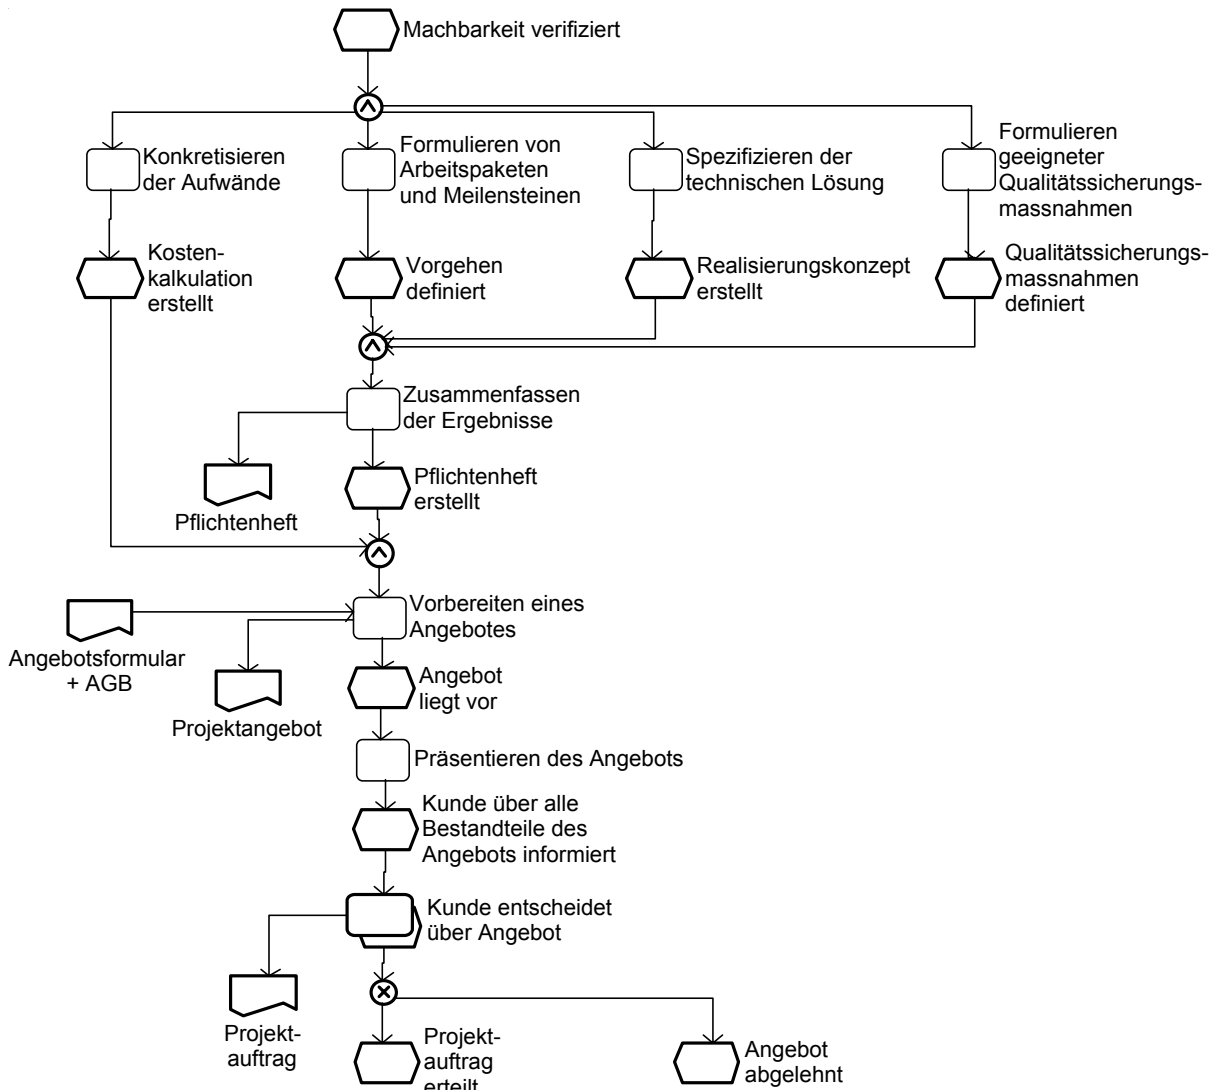 Machbarkeit verifiziert
Konkretisieren
der Aufwände
Formulieren von
Arbeitspaketen
und Meilensteinen
Spezifizieren der
technischen Lösung
Formulieren
geeigneter
Qualitätssicherungs-
massnahmen
Kosten-
kalkulation
erstellt
Vorgehen
definiert
Realisierungskonzept
erstellt
Qualitätssicherungs-
massnahmen
definiert
Zusammenfassen
der Ergebnisse
Pflichtenheft
Pflichtenheft
erstellt
Vorbereiten eines
Angebotes
Angebotsformular
+ AGB
Projektangebot
Angebot
liegt vor
Präsentieren des Angebots
Kunde über alle
Bestandteile des
Angebots informiert
Kunde entscheidet
über Angebot
Projekt-
auftrag
Projekt-
auftrag
erteilt
Angebot
abgelehnt